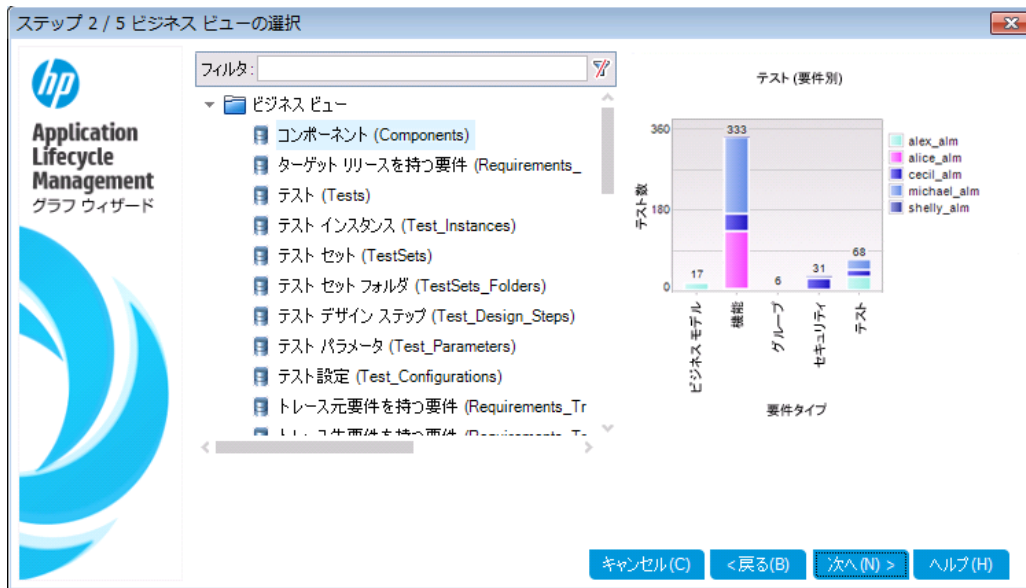 ステップ 2 / 5 ビジネス ビューの選択
hp
Application
Lifecycle
Management
グラフ ウィザード
フィルタ:
ビジネス ビュー
コンポーネント (Components)
ターゲット リリースを持つ要件 (Requirements_
テスト (Tests)
テスト インスタンス (Test_Instances)
テスト セット (TestSets)
テスト セット フォルダ (TestSets_Folders)
テスト デザイン ステップ (Test_Design_Steps)
テスト パラメータ (Test_Parameters)
テスト設定 (Test_Configurations)
トレース元要件を持つ要件 (Requirements_Tr
テスト (要件別)
テスト数
360
180
0
17
333
6
31
68
ビジネス モデル
機能
グループ
セキュリティ
テスト
要件タイプ
alex_alm
alice_alm
cecil_alm
michael_alm
shelly_alm
キャンセル(C)
<戻る(B)
次へ(N) >
ヘルプ(H)